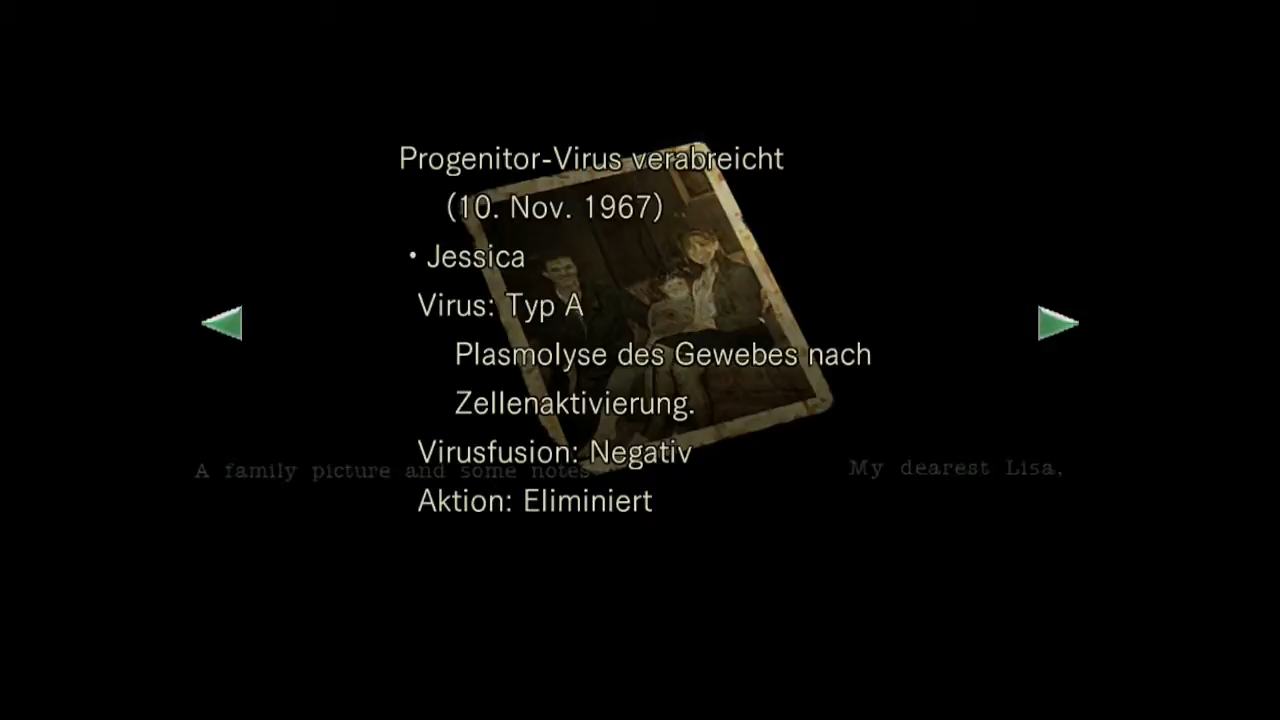 Progenitor-Virus verabreicht
(10. Nov. 1967)
• Jessica
Virus: Typ A
Plasmolyse des Gewebes nach
Zellenaktivierung.
Virusfusion: Negativ
A family picture and some notes
My dearest Lisa,
Aktion: Eliminiert